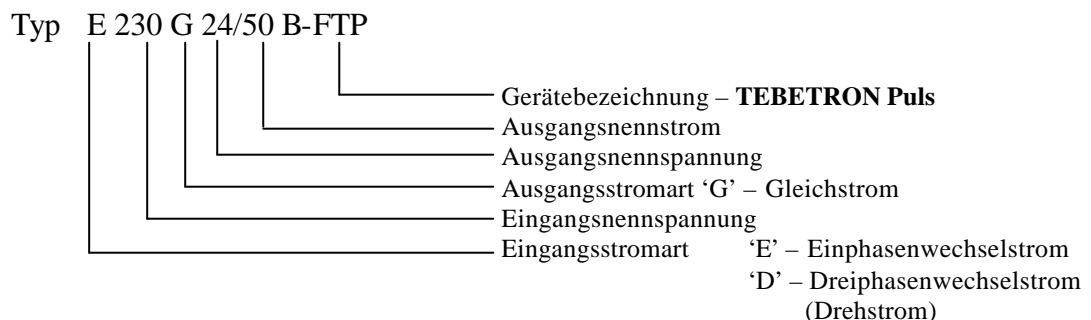 Typ E 230 G 24/50 B-FTP
Gerätebezeichnung – TEBETRON Puls
Ausgangsnennstrom
Ausgangsnennspannung
Ausgangsstromart ‘G’ – Gleichstrom
Eingangsnennspannung
Eingangsstromart ‘E’ – Einphasenwechselstrom
‘D’ – Dreiphasenwechselstrom
(Drehstrom)